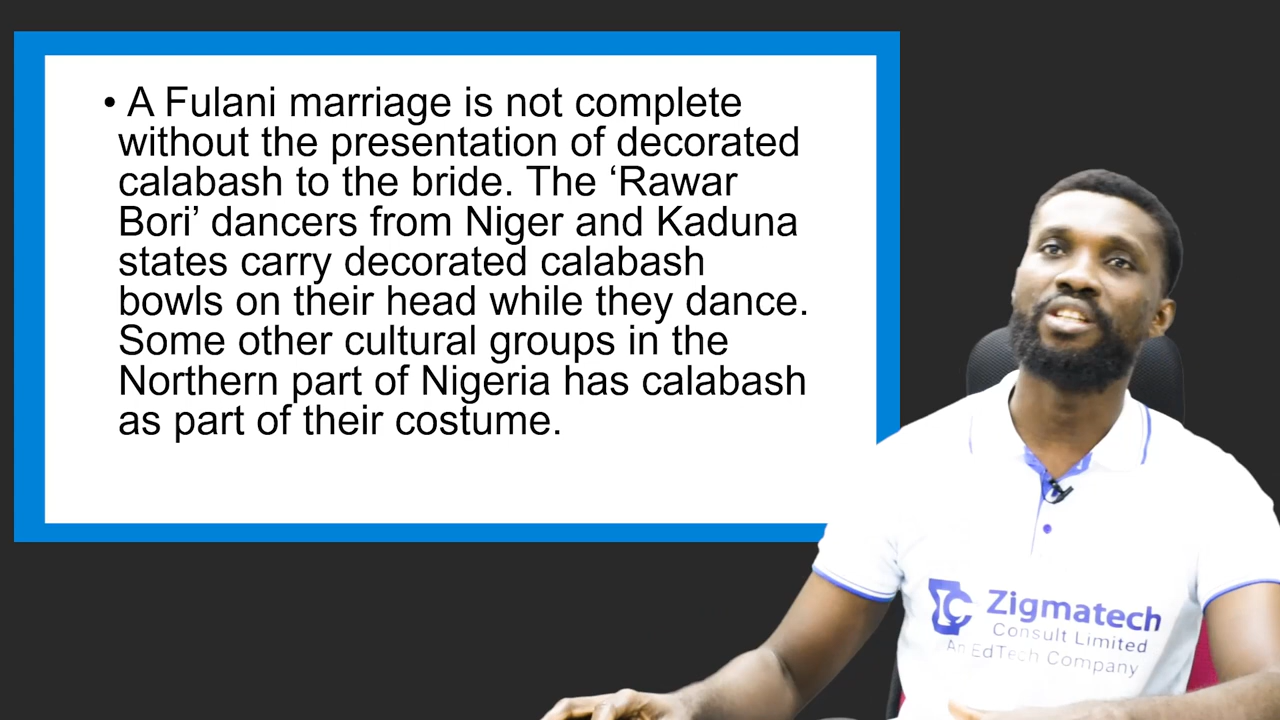 • A Fulani marriage is not complete
without the presentation of decorated
calabash to the bride. The ‘Rawar
Bori’ dancers from Niger and Kaduna
states carry decorated calabash
bowls on their head while they dance.
Some other cultural groups in the
Northern part of Nigeria has calabash
as part of their costume.
Zigmatech
Consult Limited
An EdTech Company